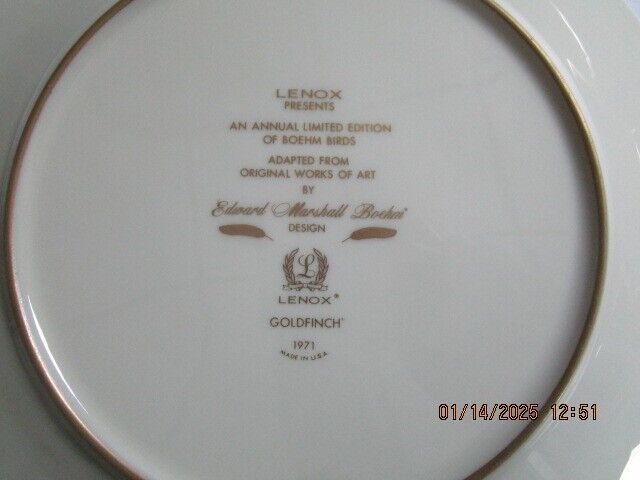 LENOX
PRESENTS
AN ANNUAL LIMITED EDITION
OF BOEHM BIRDS
ADAPTED FROM
ORIGINAL WORKS OF ART
BY
Edward Marshall Boehm®
DESIGN
L
LENOX®
GOLDFINCH*
1971
MADE IN U.S.A.
01/14/2025 12:51